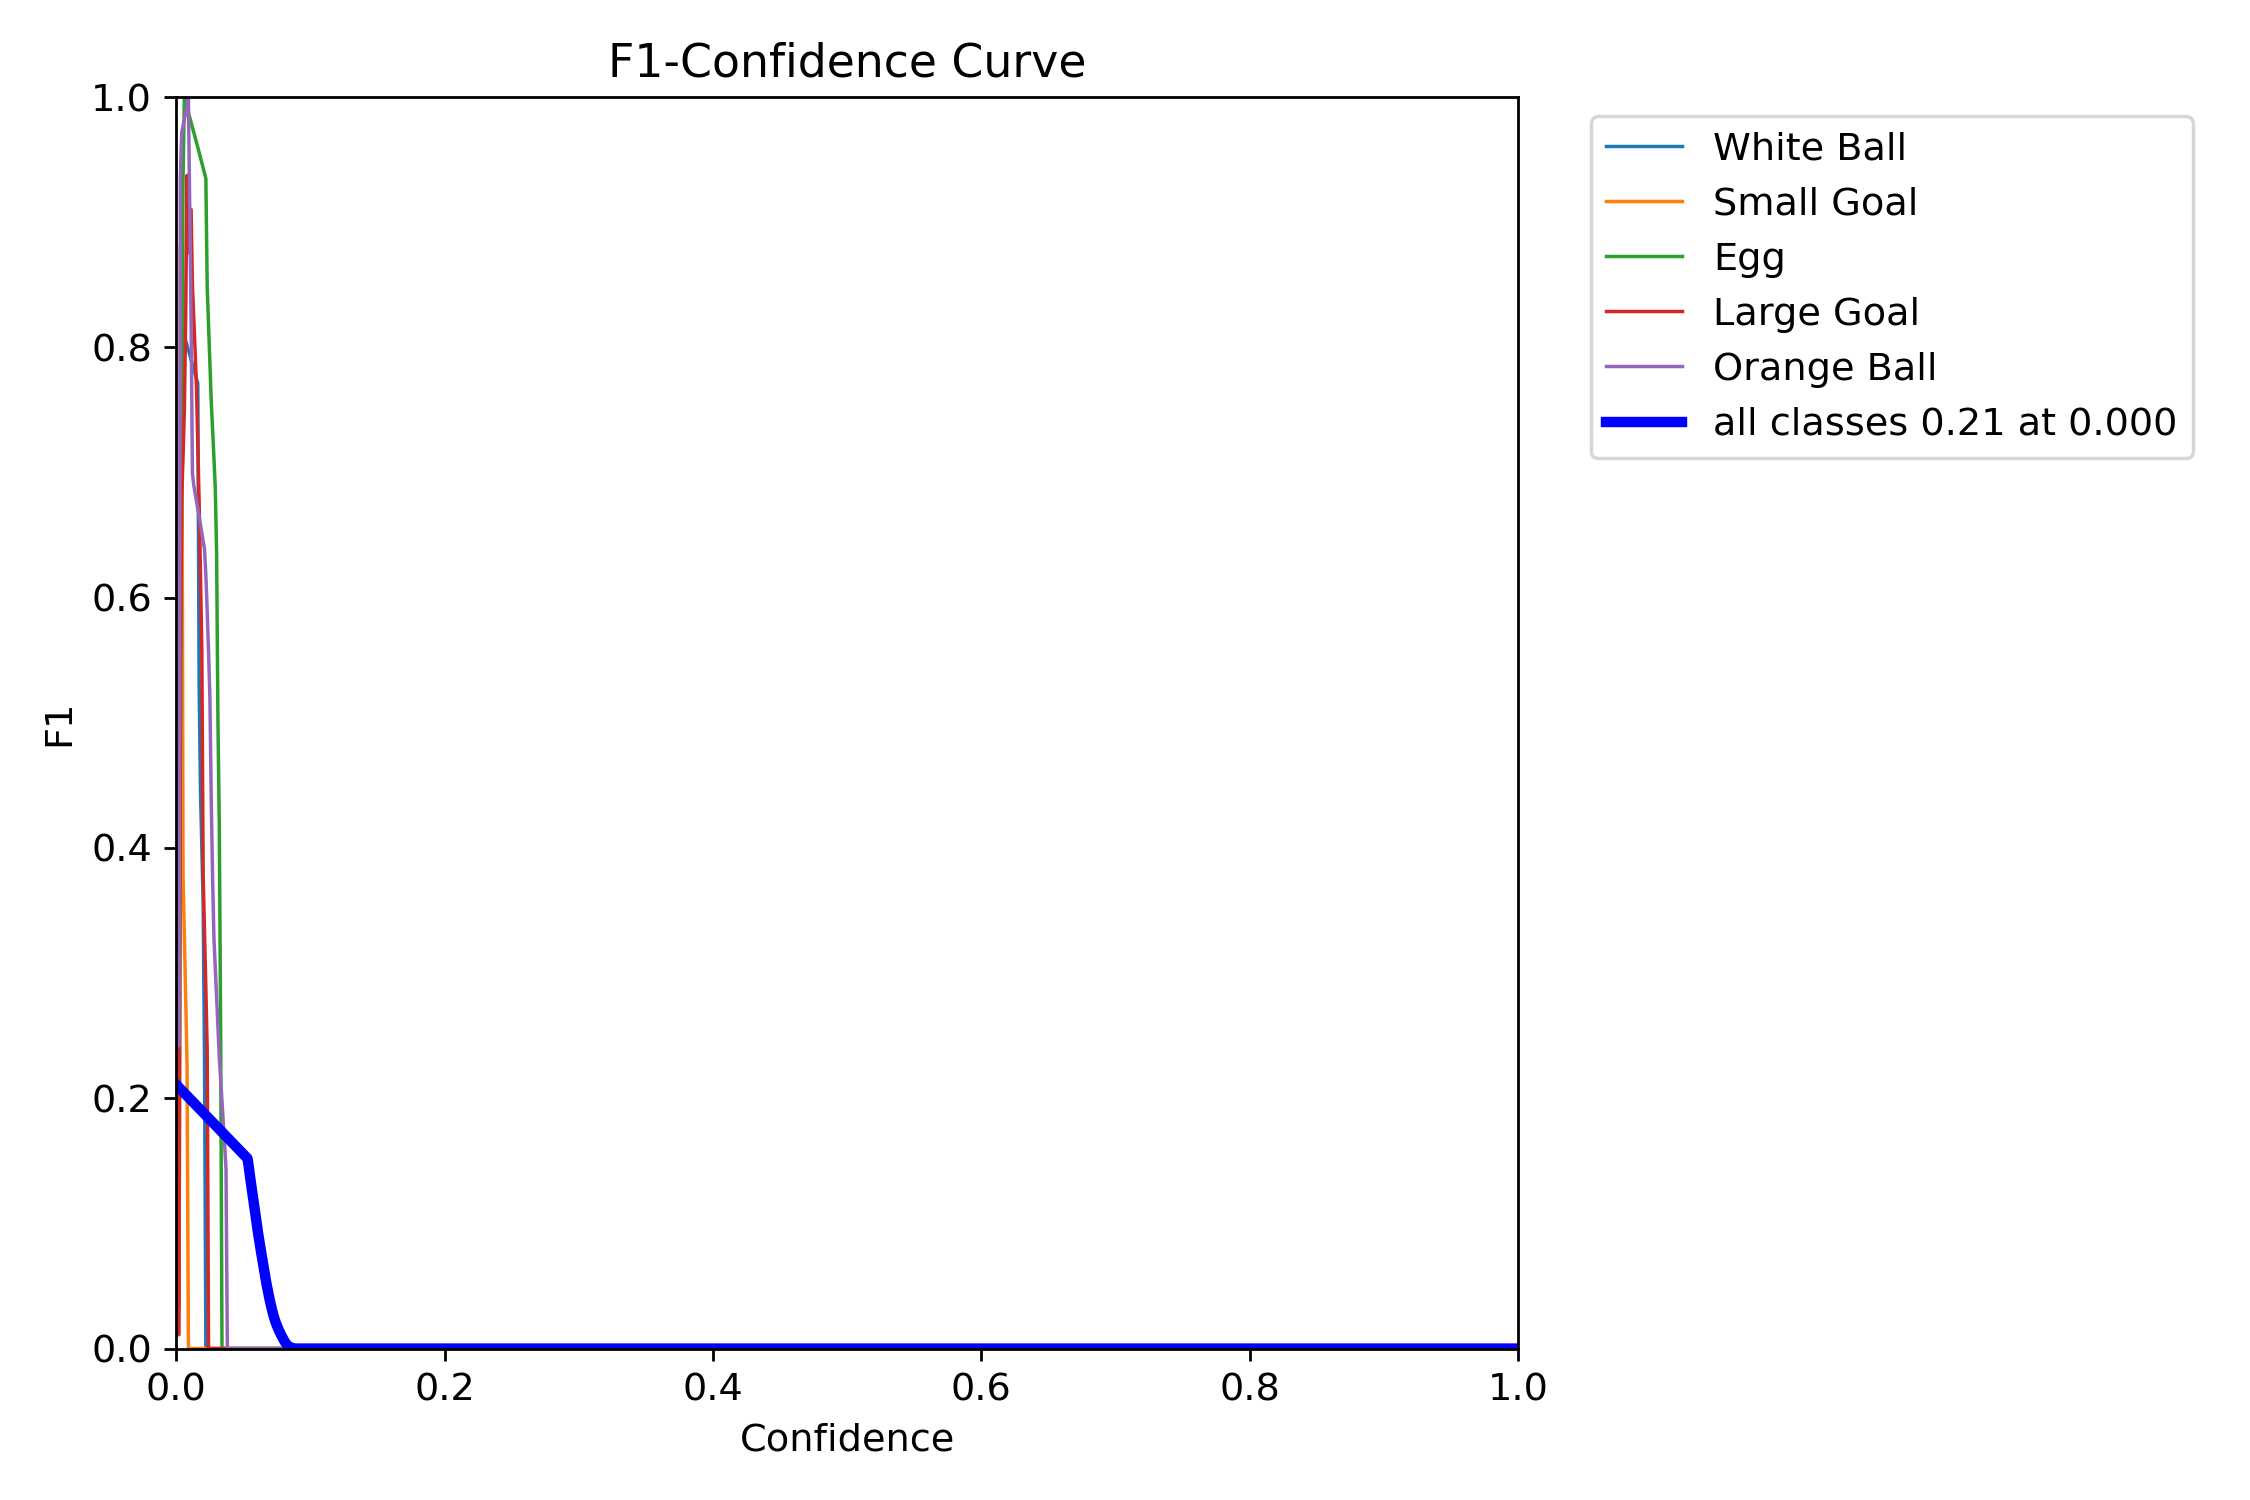 F1-Confidence Curve
1.0
0.8
0.6
0.4
0.2
0.0
F1
0.0 0.2 0.4 0.6 0.8 1.0
Confidence
White Ball
Small Goal
Egg
Large Goal
Orange Ball
all classes 0.21 at 0.000